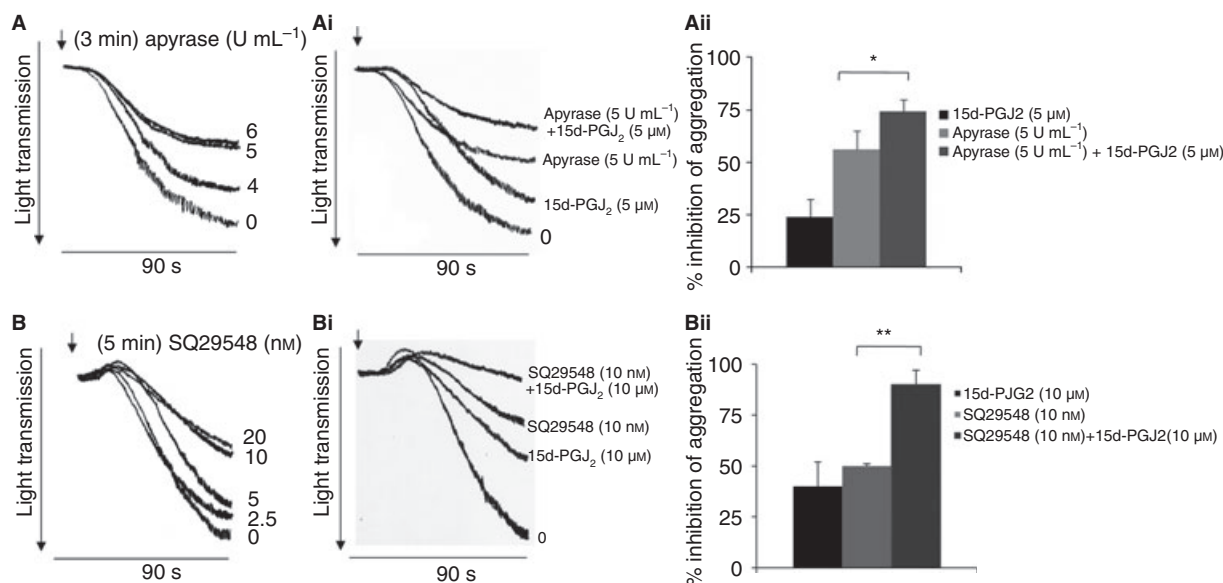 A
(3 min) apyrase (U mL⁻¹)
Light transmission
6
5
4
0
90 s
Ai
Light transmission
Apyrase (5 U mL⁻¹)
+15d-PGJ₂ (5 µM)
Apyrase (5 U mL⁻¹)
15d-PGJ₂ (5 µM)
0
90 s
Aii
% inhibition of aggregation
100
75
50
25
0
*
15d-PGJ2 (5 µM)
Apyrase (5 U mL⁻¹)
Apyrase (5 U mL⁻¹) + 15d-PGJ2 (5 µM)
B
(5 min) SQ29548 (nM)
Light transmission
20
10
5
2.5
0
90 s
Bi
Light transmission
SQ29548 (10 nM)
+15d-PGJ₂ (10 µM)
SQ29548 (10 nM)
15d-PGJ₂ (10 µM)
0
90 s
Bii
% inhibition of aggregation
100
75
50
25
0
**
15d-PJG2 (10 µM)
SQ29548 (10 nM)
SQ29548 (10 nM)+15d-PGJ2(10 µM)